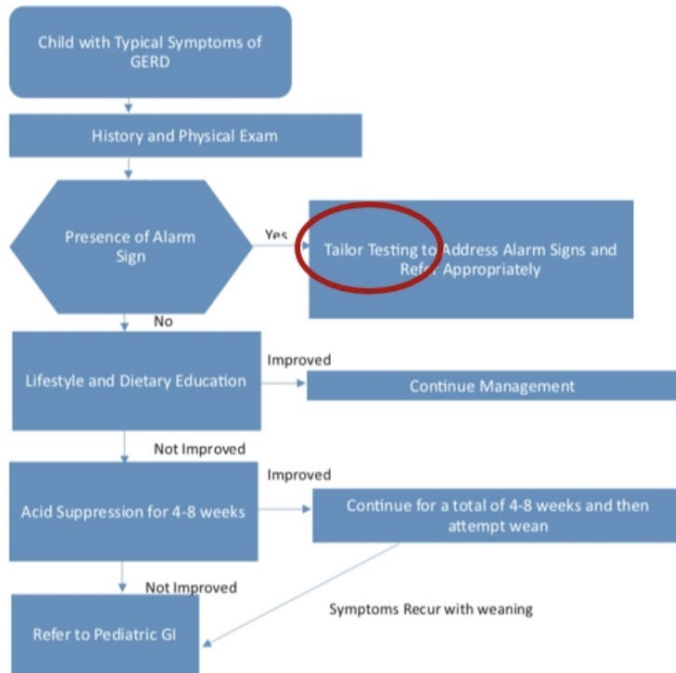 Child with Typical Symptoms of
GERD
History and Physical Exam
Presence of Alarm
Sign
Yes
Tailor Testing to Address Alarm Signs and
Refer Appropriately
No
Lifestyle and Dietary Education
Improved
Continue Management
Not Improved
Acid Suppression for 4-8 weeks
Improved
Continue for a total of 4-8 weeks and then
attempt wean
Not Improved
Symptoms Recur with weaning
Refer to Pediatric GI